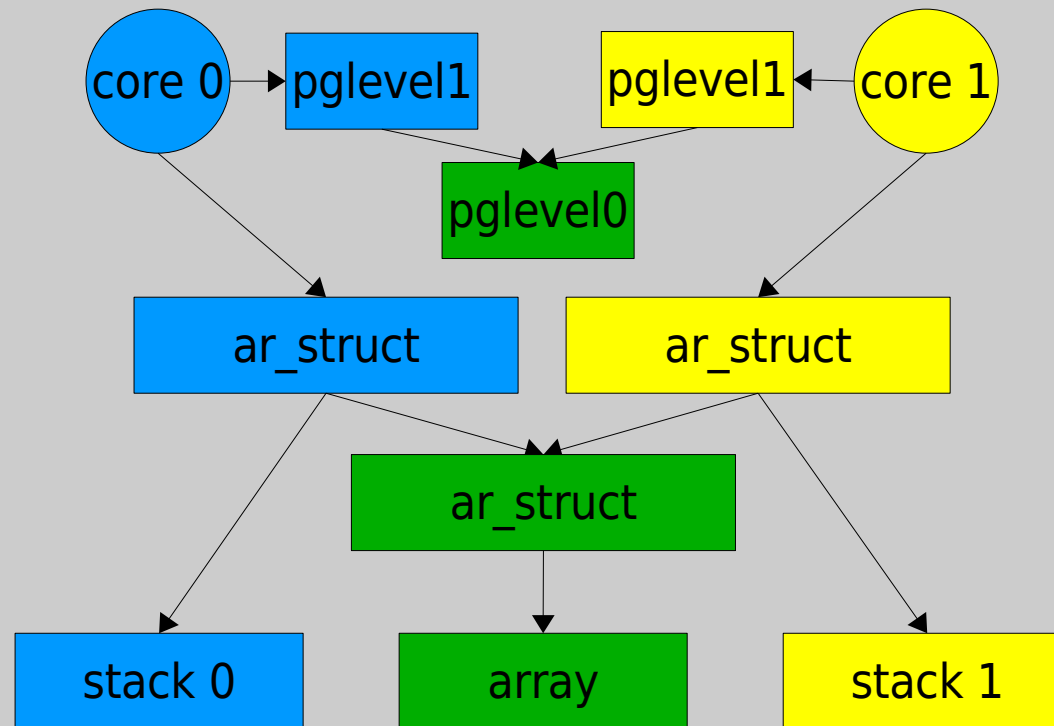 core 0
pglevel1
pglevel1
core 1
pglevel0
ar_struct
ar_struct
ar_struct
stack 0
array
stack 1